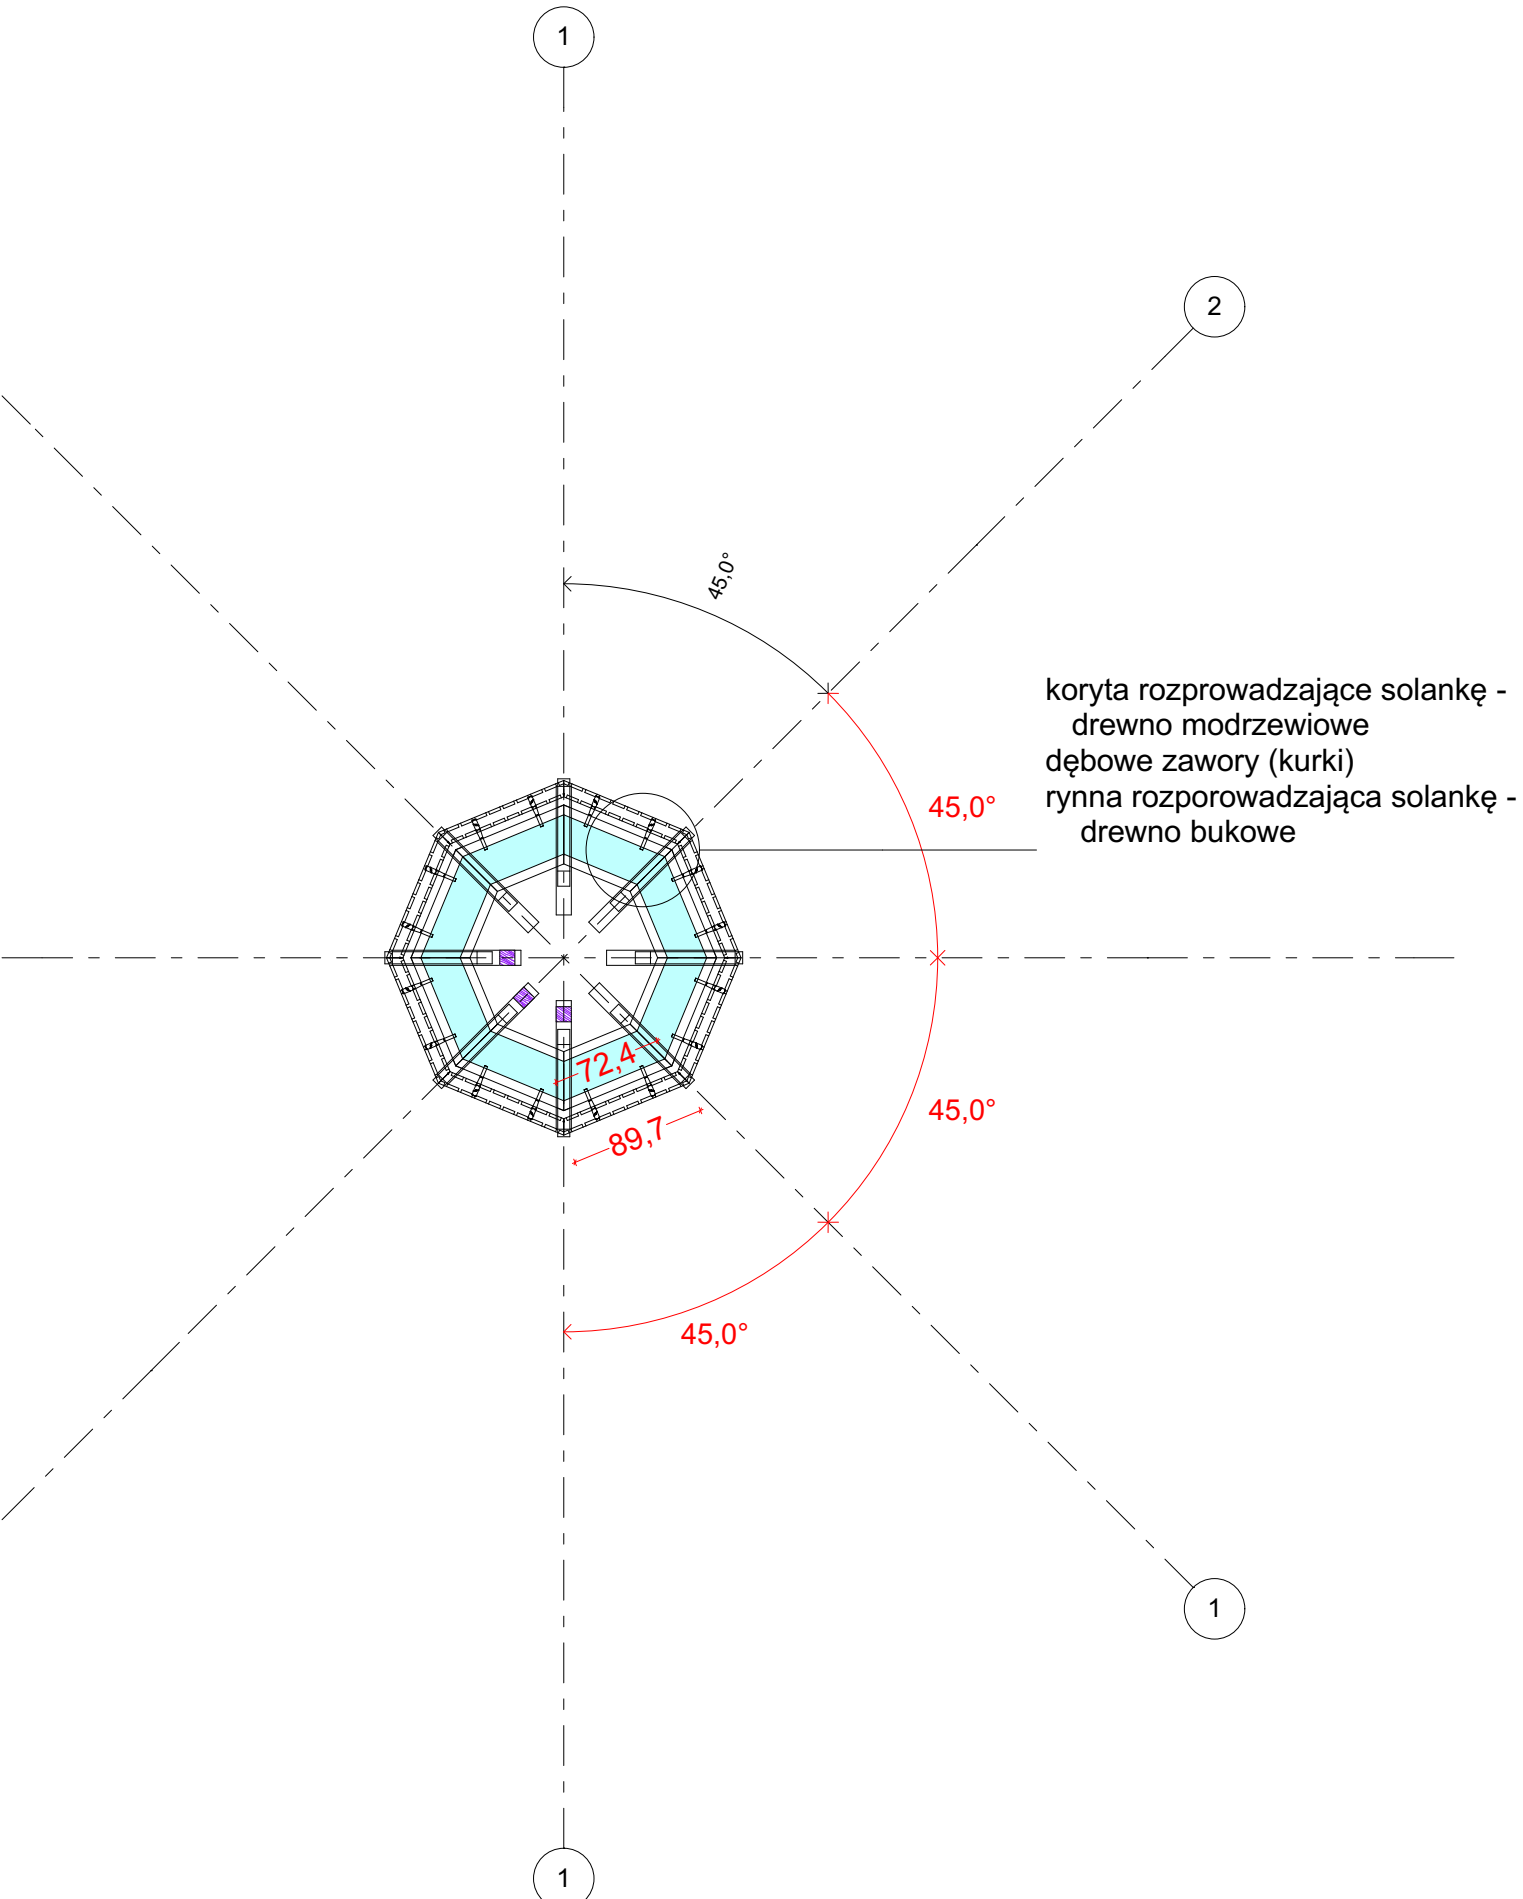 1
2
45,0°
koryta rozprowadzające solankę -
drewno modrzewiowe
dębowe zawory (kurki)
rynna rozporowadzająca solankę -
drewno bukowe
45,0°
72,4
89,7
45,0°
45,0°
1
1